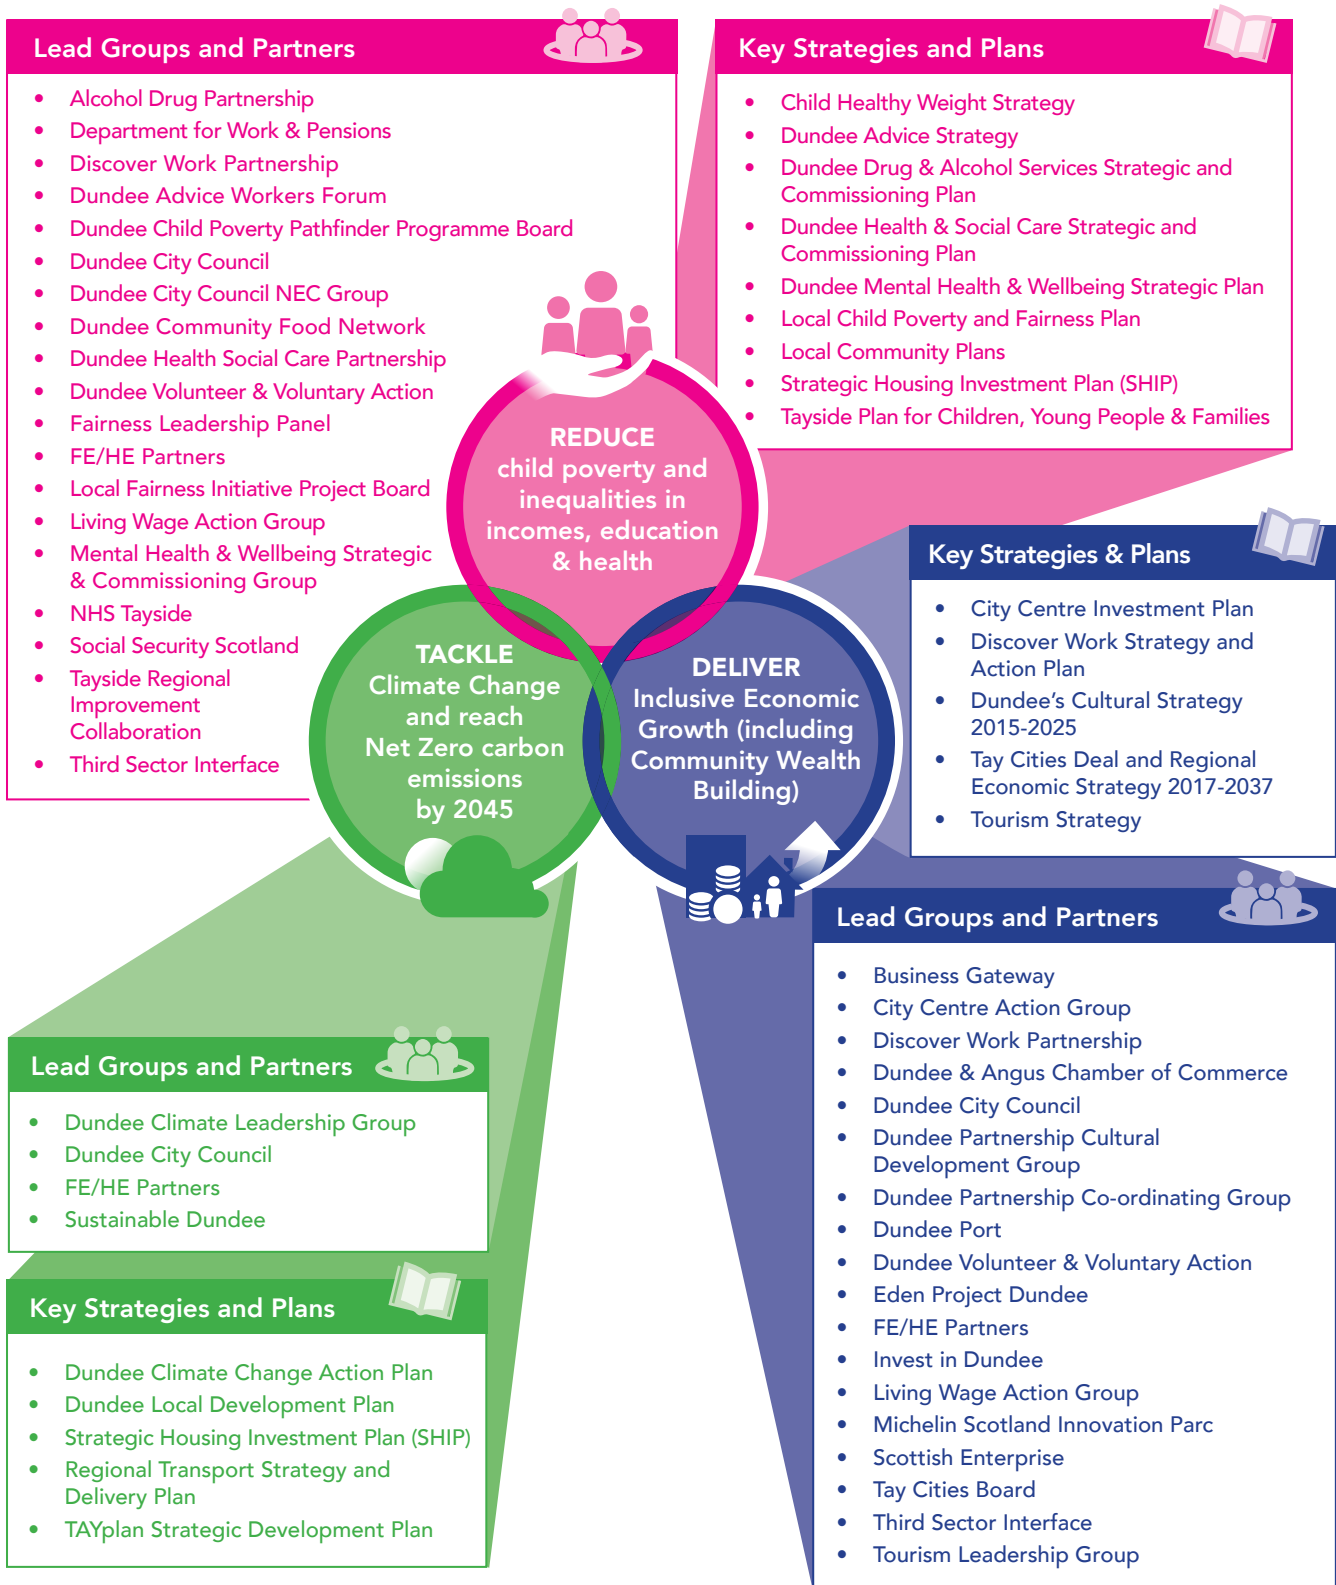 Lead Groups and Partners
• Alcohol Drug Partnership
• Department for Work & Pensions
• Discover Work Partnership
• Dundee Advice Workers Forum
• Dundee Child Poverty Pathfinder Programme Board
• Dundee City Council
• Dundee City Council NEC Group
• Dundee Community Food Network
• Dundee Health Social Care Partnership
• Dundee Volunteer & Voluntary Action
• Fairness Leadership Panel
• FE/HE Partners
• Local Fairness Initiative Project Board
• Living Wage Action Group
• Mental Health & Wellbeing Strategic
& Commissioning Group
• NHS Tayside
• Social Security Scotland
• Tayside Regional
Improvement
Collaboration
• Third Sector Interface
Key Strategies and Plans
• Child Healthy Weight Strategy
• Dundee Advice Strategy
• Dundee Drug & Alcohol Services Strategic and
Commissioning Plan
• Dundee Health & Social Care Strategic and
Commissioning Plan
• Dundee Mental Health & Wellbeing Strategic Plan
• Local Child Poverty and Fairness Plan
• Local Community Plans
• Strategic Housing Investment Plan (SHIP)
• Tayside Plan for Children, Young People & Families
REDUCE
child poverty and
inequalities in
incomes, education
& health
TACKLE
Climate Change
and reach
Net Zero carbon
emissions
by 2045
DELIVER
Inclusive Economic
Growth (including
Community Wealth
Building)
Key Strategies & Plans
• City Centre Investment Plan
• Discover Work Strategy and
Action Plan
• Dundee's Cultural Strategy
2015-2025
• Tay Cities Deal and Regional
Economic Strategy 2017-2037
• Tourism Strategy
Lead Groups and Partners
• Business Gateway
• City Centre Action Group
• Discover Work Partnership
• Dundee & Angus Chamber of Commerce
• Dundee City Council
• Dundee Partnership Cultural
Development Group
• Dundee Partnership Co-ordinating Group
• Dundee Port
• Dundee Volunteer & Voluntary Action
• Eden Project Dundee
• FE/HE Partners
• Invest in Dundee
• Living Wage Action Group
• Michelin Scotland Innovation Parc
• Scottish Enterprise
• Tay Cities Board
• Third Sector Interface
• Tourism Leadership Group
Lead Groups and Partners
• Dundee Climate Leadership Group
• Dundee City Council
• FE/HE Partners
• Sustainable Dundee
Key Strategies and Plans
• Dundee Climate Change Action Plan
• Dundee Local Development Plan
• Strategic Housing Investment Plan (SHIP)
• Regional Transport Strategy and
Delivery Plan
• TAYplan Strategic Development Plan